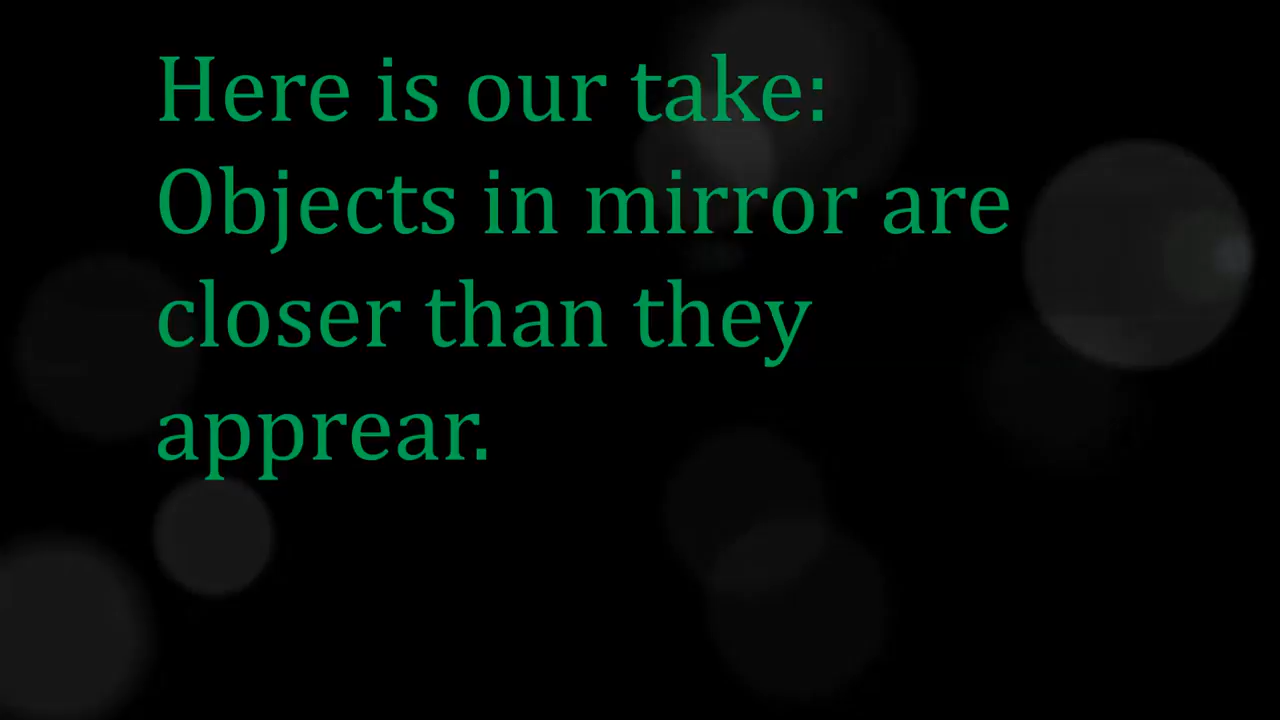 Here is our take:
Objects in mirror are
closer than they
apprear.